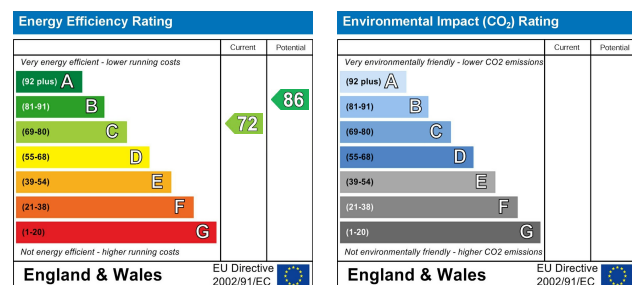 Energy Efficiency Rating
Current Potential
Very energy efficient - lower running costs
(92 plus) A
(81-91) B
86
(69-80) C
72
(55-68) D
(39-54) E
(21-38) F
(1-20) G
Not energy efficient - higher running costs
England & Wales
EU Directive
2002/91/EC
Environmental Impact (CO₂) Rating
Current Potential
Very environmentally friendly - lower CO2 emissions
(92 plus) A
(81-91) B
(69-80) C
(55-68) D
(39-54) E
(21-38) F
(1-20) G
Not environmentally friendly - higher CO2 emissions
England & Wales
EU Directive
2002/91/EC